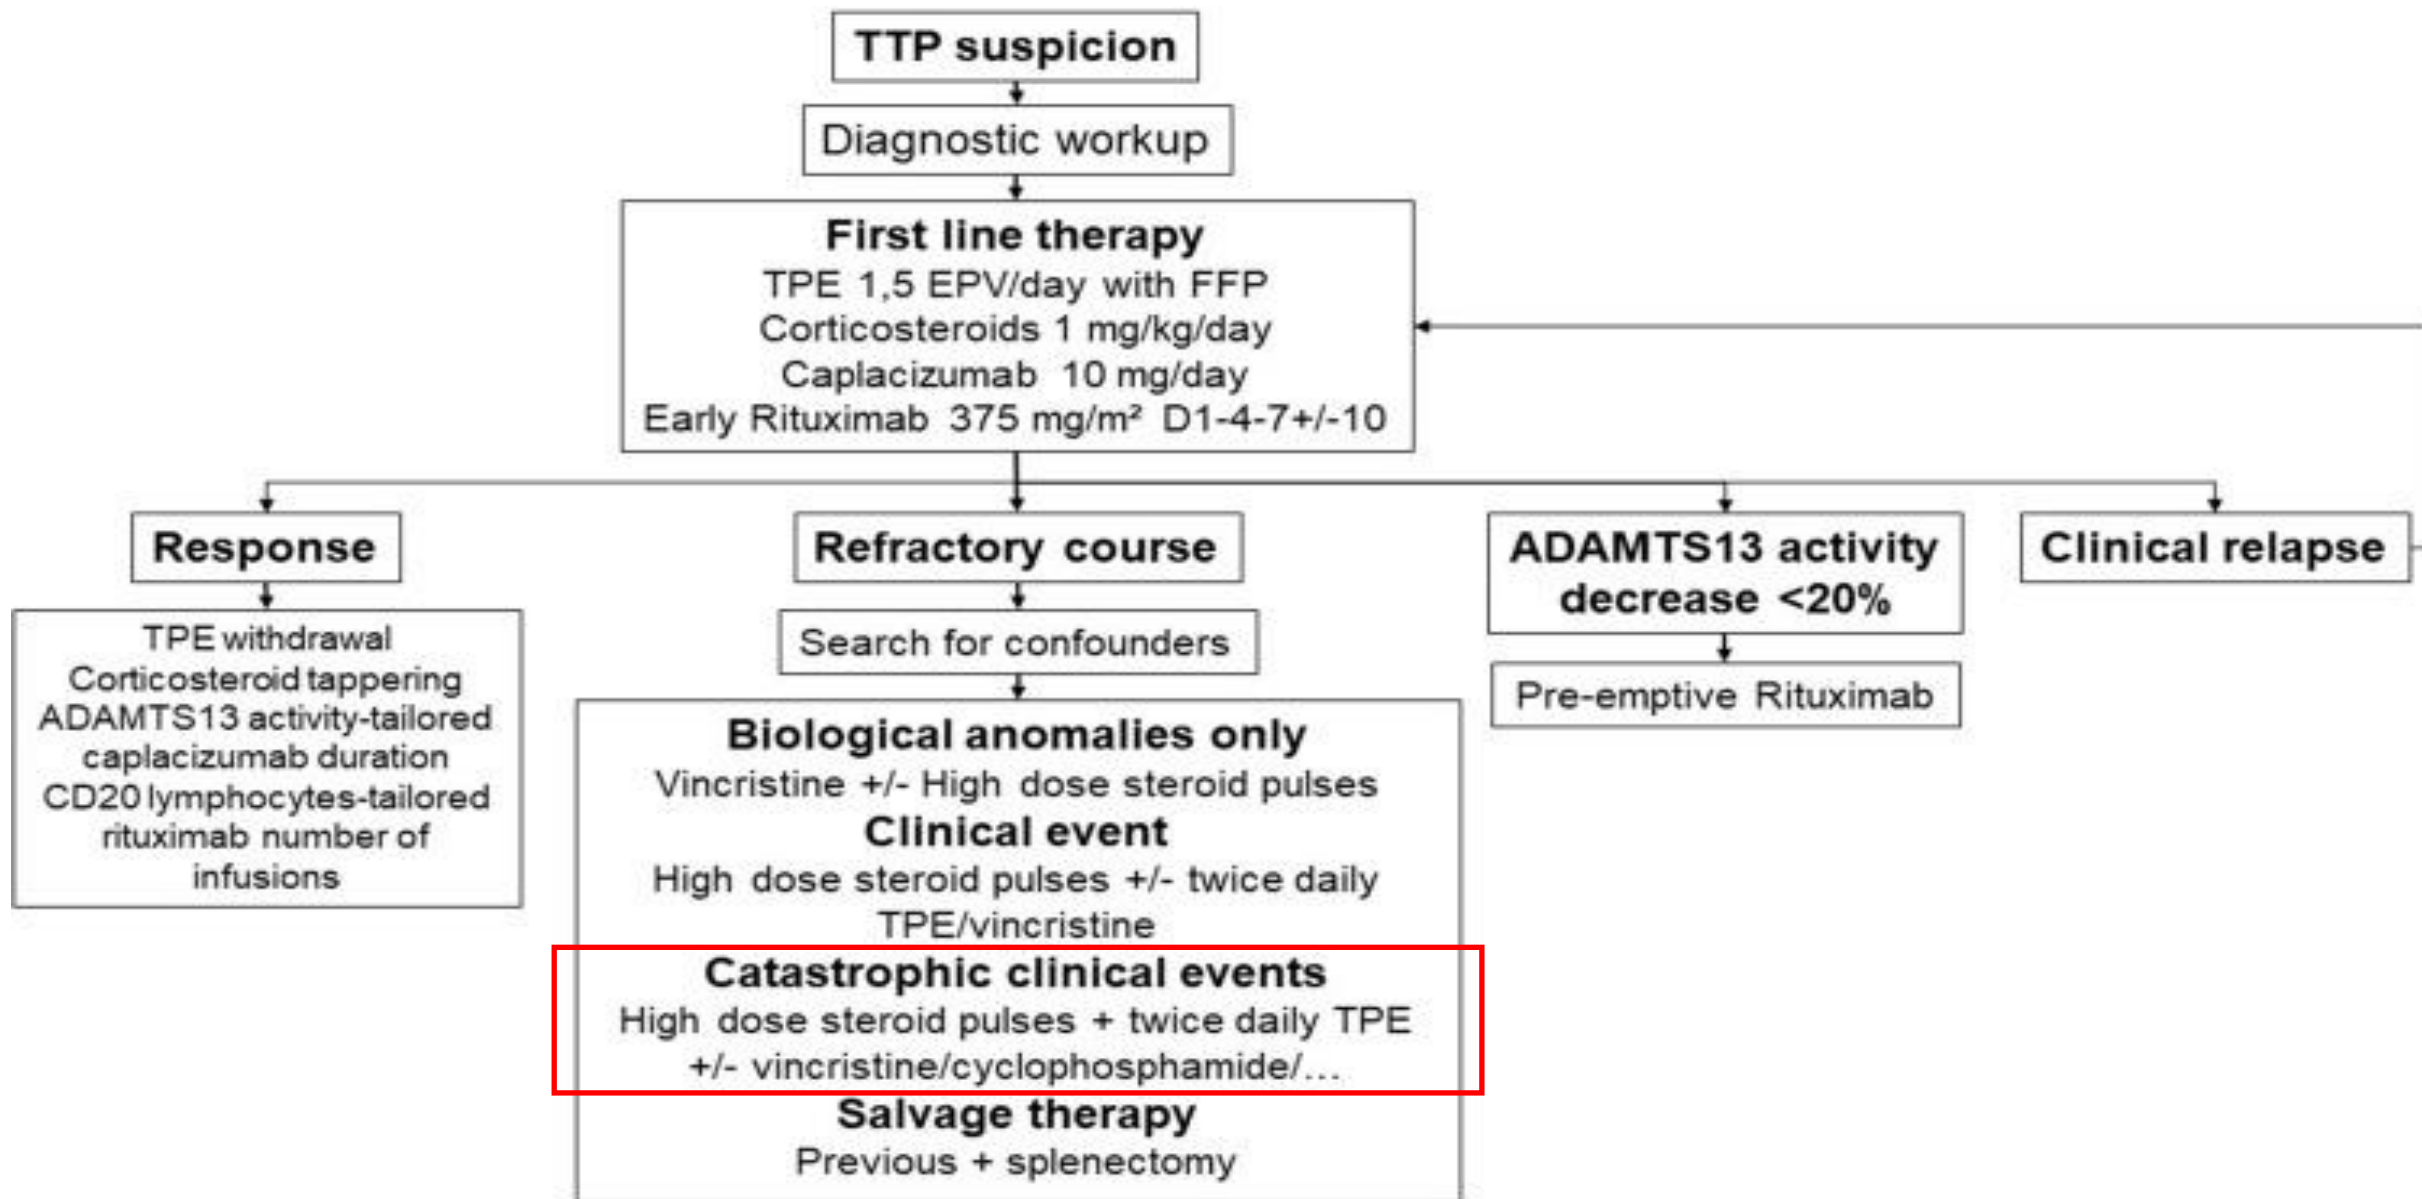 TTP suspicion
Diagnostic workup
First line therapy
TPE 1,5 EPV/day with FFP
Corticosteroids 1 mg/kg/day
Caplacizumab 10 mg/day
Early Rituximab 375 mg/m² D1-4-7+/-10
Response
TPE withdrawal
Corticosteroid tappering
ADAMTS13 activity-tailored
caplacizumab duration
CD20 lymphocytes-tailored
rituximab number of
infusions
Refractory course
Search for confounders
Biological anomalies only
Vincristine +/- High dose steroid pulses
Clinical event
High dose steroid pulses +/- twice daily
TPE/vincristine
Catastrophic clinical events
High dose steroid pulses + twice daily TPE
+/- vincristine/cyclophosphamide/...
Salvage therapy
Previous + splenectomy
ADAMTS13 activity
decrease <20%
Pre-emptive Rituximab
Clinical relapse